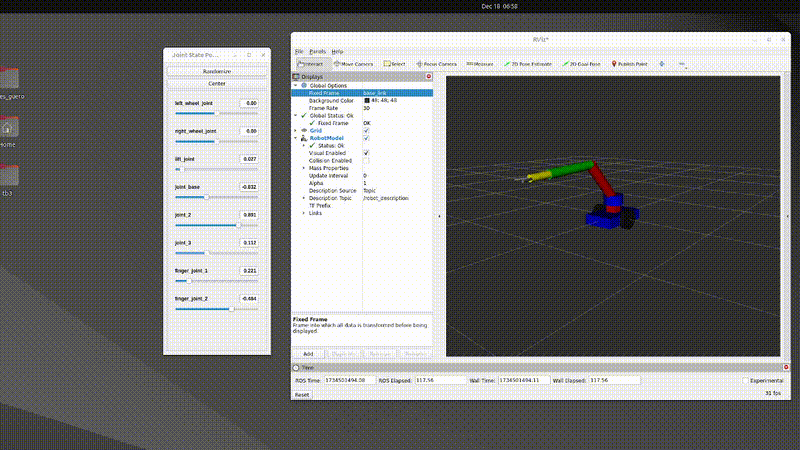 Dec 18 06:58
es_guero
Home
tb3
Joint State Pu...
Randomize
Center
left_wheel_joint 0.00
right_wheel_joint 0.00
lift_joint 0.027
joint_base -0.832
joint_2 0.891
joint_3 0.112
finger_joint_1 0.221
finger_joint_2 -0.484
RViz*
File Panels Help
Interact Move Camera Select Focus Camera Measure 2D Pose Estimate 2D Goal Pose Publish Point
Displays
Global Options
Fixed Frame base_link
Background Color 48; 48; 48
Frame Rate 30
Global Status: Ok
Fixed Frame OK
Grid
RobotModel
Status: Ok
Visual Enabled
Collision Enabled
Mass Properties
Update Interval 0
Alpha 1
Description Source Topic
Description Topic /robot_description
TF Prefix
Links
Fixed Frame
Frame into which all data is transformed before being
displayed
Add
Time
ROS Time: 1734501494.08 ROS Elapsed: 117.56 Wall Time: 1734501494.11 Wall Elapsed: 117.56 Experimental
Reset 31 fps